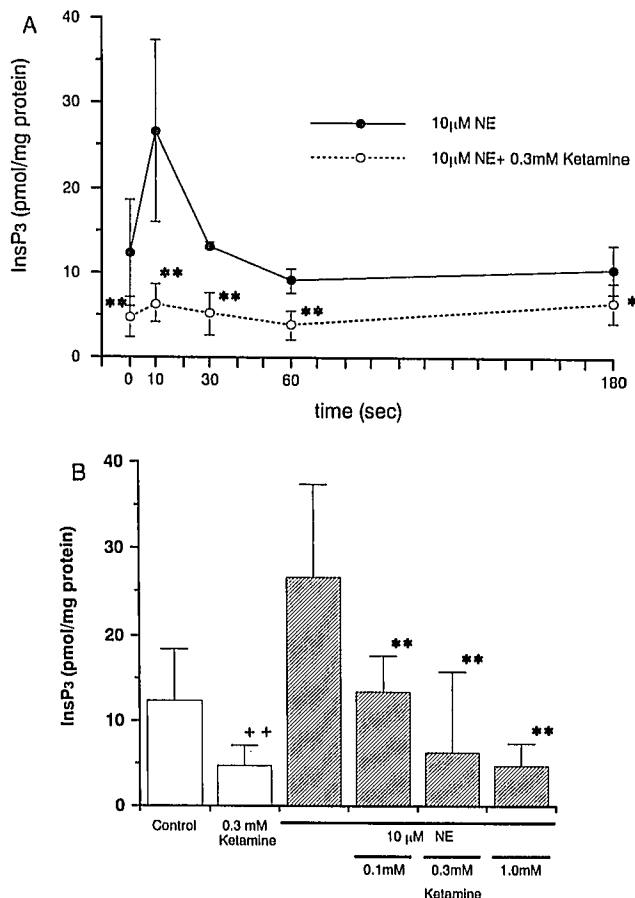 A
40
30
20
10
0
InsP3 (pmol/mg protein)
10μM NE
10μM NE+ 0.3mM Ketamine
**
**
**
**
*
0 10 30 60 180
time (sec)
B
40
30
20
10
0
InsP3 (pmol/mg protein)
++
**
**
**
Control
0.3 mM
Ketamine
10 μM NE
0.1mM 0.3mM 1.0mM
Ketamine